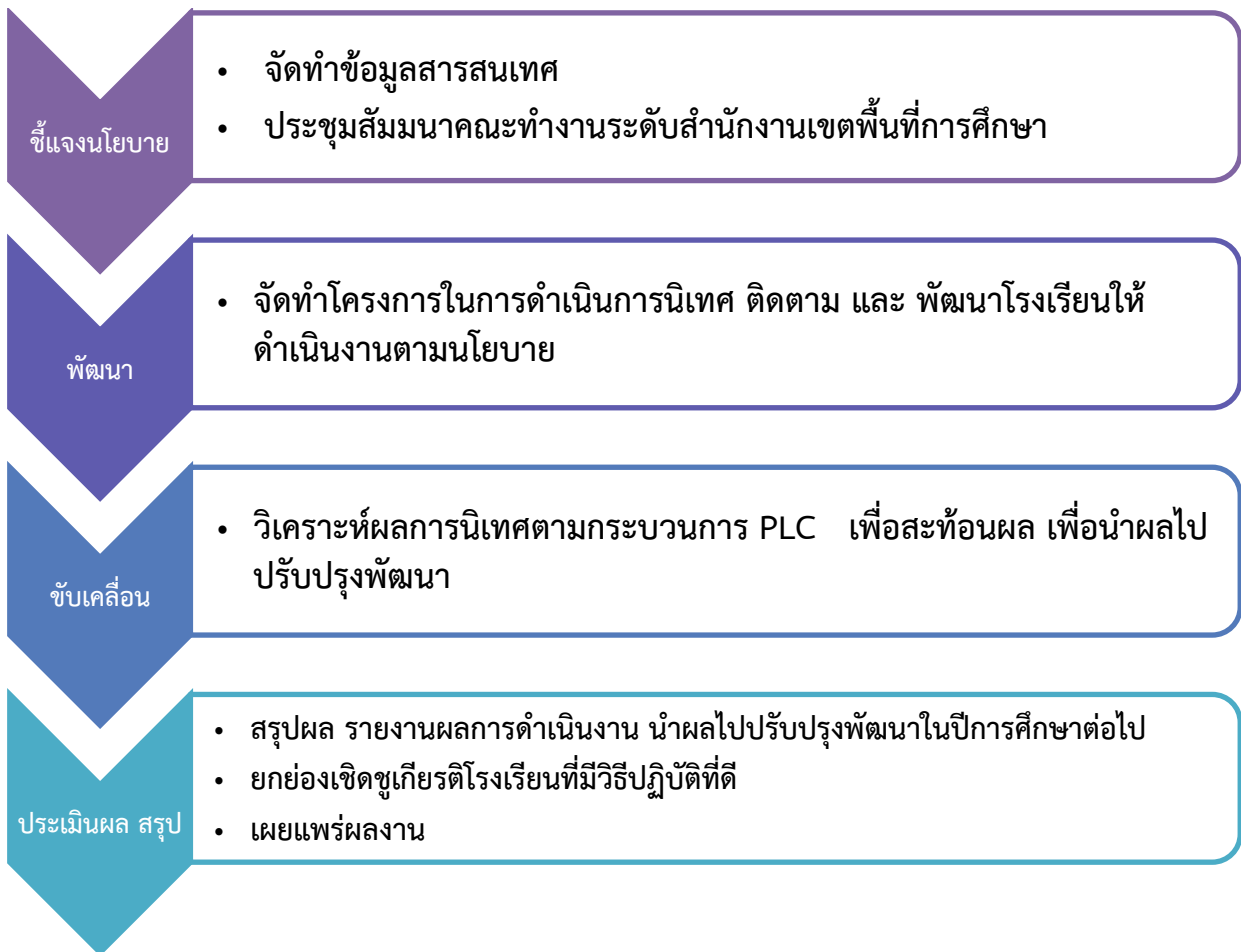 ชี้แจงนโยบาย
• จัดทำข้อมูลสารสนเทศ
• ประชุมสัมมนาคณะทำงานระดับสำนักงานเขตพื้นที่การศึกษา
พัฒนา
• จัดทำโครงการในการดำเนินการนิเทศ ติดตาม และ พัฒนาโรงเรียนให้
ดำเนินงานตามนโยบาย
ขับเคลื่อน
• วิเคราะห์ผลการนิเทศตามกระบวนการ PLC เพื่อสะท้อนผล เพื่อนำผลไป
ปรับปรุงพัฒนา
ประเมินผล สรุป
• สรุปผล รายงานผลการดำเนินงาน นำผลไปปรับปรุงพัฒนาในปีการศึกษาต่อไป
• ยกย่องเชิดชูเกียรติโรงเรียนที่มีวิธีปฏิบัติที่ดี
• เผยแพร่ผลงาน